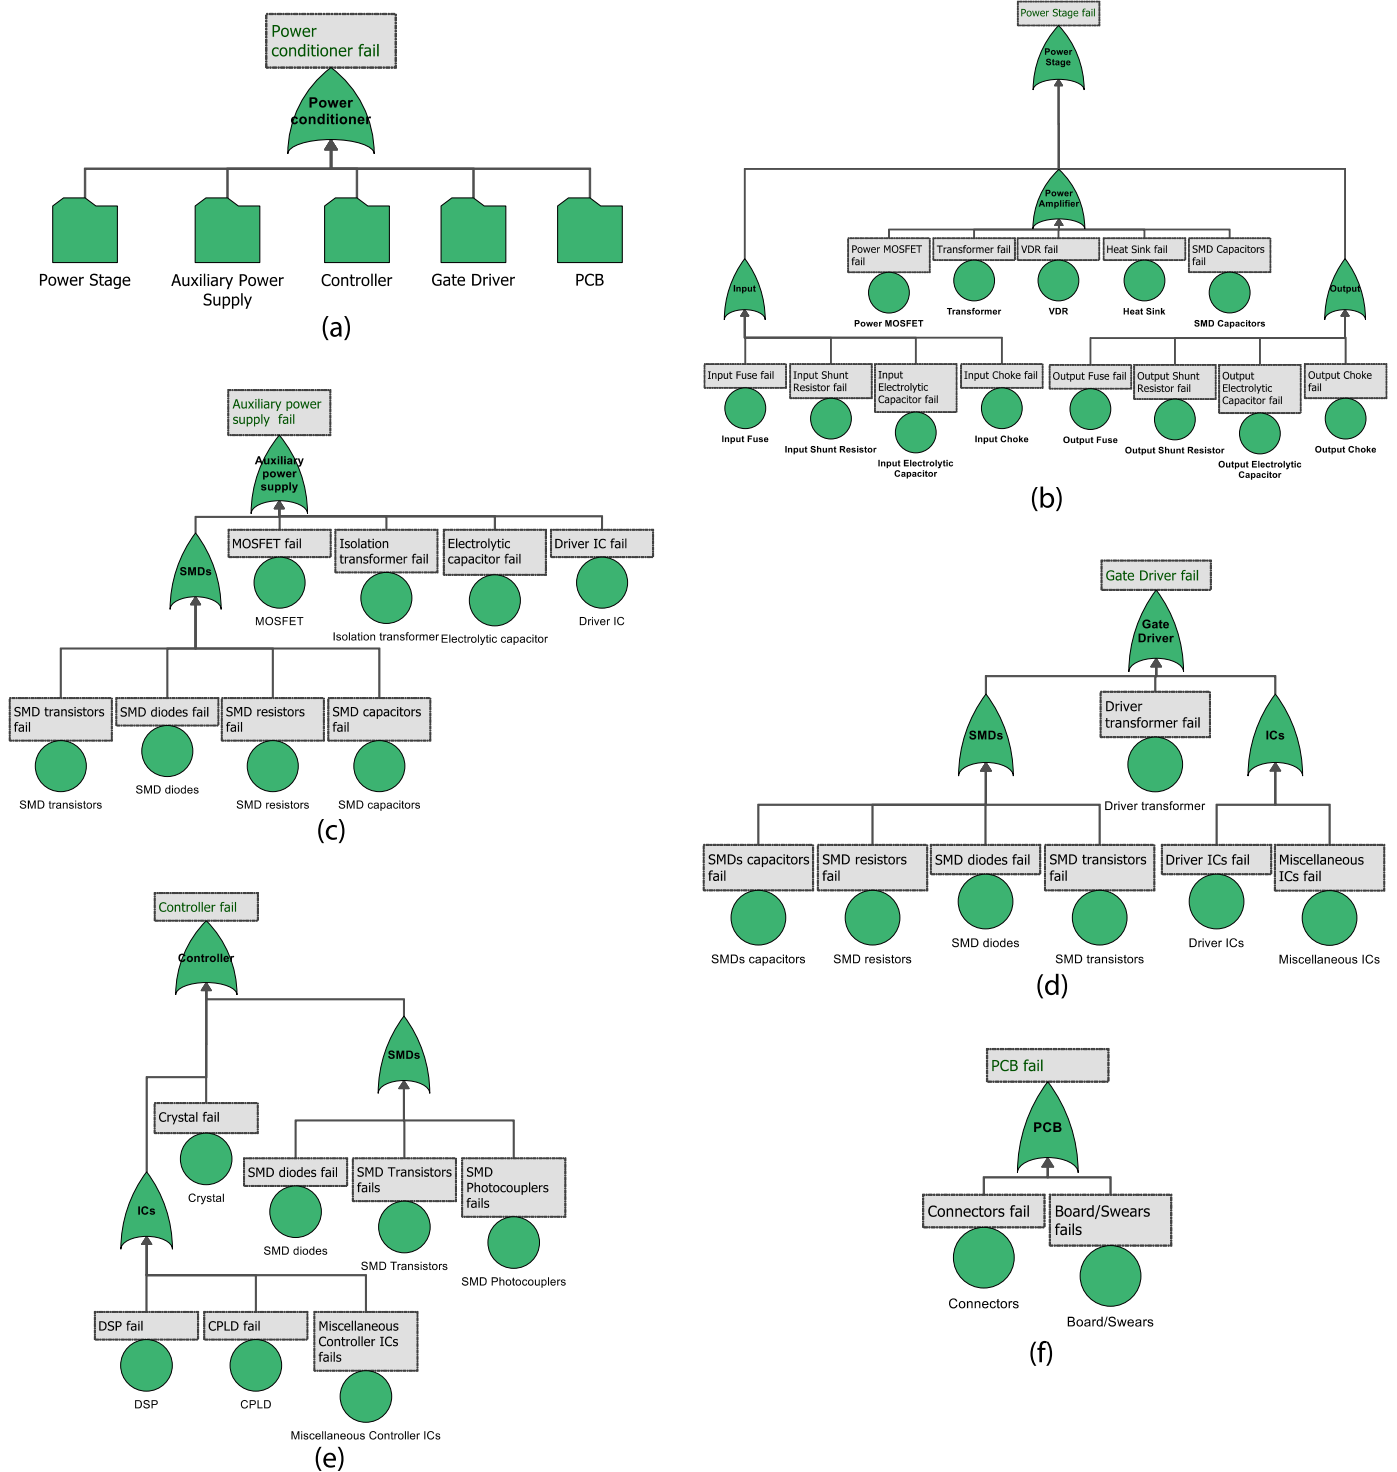 Power
conditioner fail
Power
conditioner
Power Stage
Auxiliary Power
Supply
Controller
Gate Driver
PCB
(a)
Power Stage fail
Power
Stage
Power
Amplifier
Power MOSFET
fail
Transformer fail
VDR fail
Heat Sink fail
SMD Capacitors
fail
Power MOSFET
Transformer
VDR
Heat Sink
SMD Capacitors
Input
Output
Input Fuse fail
Input Shunt
Resistor fail
Input
Electrolytic
Capacitor fail
Input Choke fail
Input Fuse
Input Shunt Resistor
Input Electrolytic
Capacitor
Input Choke
Output Fuse fail
Output Shunt
Resistor fail
Output
Electrolytic
Capacitor fail
Output Choke
fail
Output Fuse
Output Shunt Resistor
Output Electrolytic
Capacitor
Output Choke
(b)
Auxiliary power
supply fail
Auxiliary
power
supply
SMDs
MOSFET fail
Isolation
transformer fail
Electrolytic
capacitor fail
Driver IC fail
MOSFET
Isolation transformer
Electrolytic capacitor
Driver IC
SMD transistors
fail
SMD diodes fail
SMD resistors
fail
SMD capacitors
fail
SMD transistors
SMD diodes
SMD resistors
SMD capacitors
(c)
Gate Driver fail
Gate
Driver
SMDs
Driver
transformer fail
ICs
Driver transformer
SMDs capacitors
fail
SMD resistors
fail
SMD diodes fail
SMD transistors
fail
Driver ICs fail
Miscellaneous
ICs fail
SMDs capacitors
SMD resistors
SMD diodes
SMD transistors
Driver ICs
Miscellaneous ICs
(d)
Controller fail
Controller
SMDs
Crystal fail
Crystal
SMD diodes fail
SMD Transistors
fails
SMD
Photocouplers
fails
SMD diodes
SMD Transistors
SMD Photocouplers
ICs
DSP fail
CPLD fail
Miscellaneous
Controller ICs
fails
DSP
CPLD
Miscellaneous Controller ICs
(e)
PCB fail
PCB
Connectors fail
Board/Swears
fails
Connectors
Board/Swears
(f)